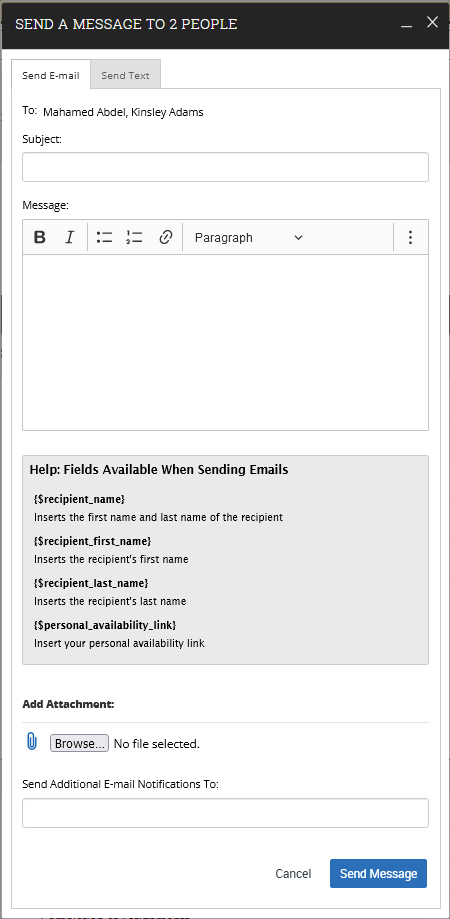 SEND A MESSAGE TO 2 PEOPLE
Send E-mail
Send Text
To: Mahamed Abdel, Kinsley Adams
Subject:
Message:
B I Paragraph
Help: Fields Available When Sending Emails
{$recipient_name}
Inserts the first name and last name of the recipient
{$recipient_first_name}
Inserts the recipient's first name
{$recipient_last_name}
Inserts the recipient's last name
{$personal_availability_link}
Insert your personal availability link
Add Attachment:
Browse... No file selected.
Send Additional E-mail Notifications To:
Cancel
Send Message